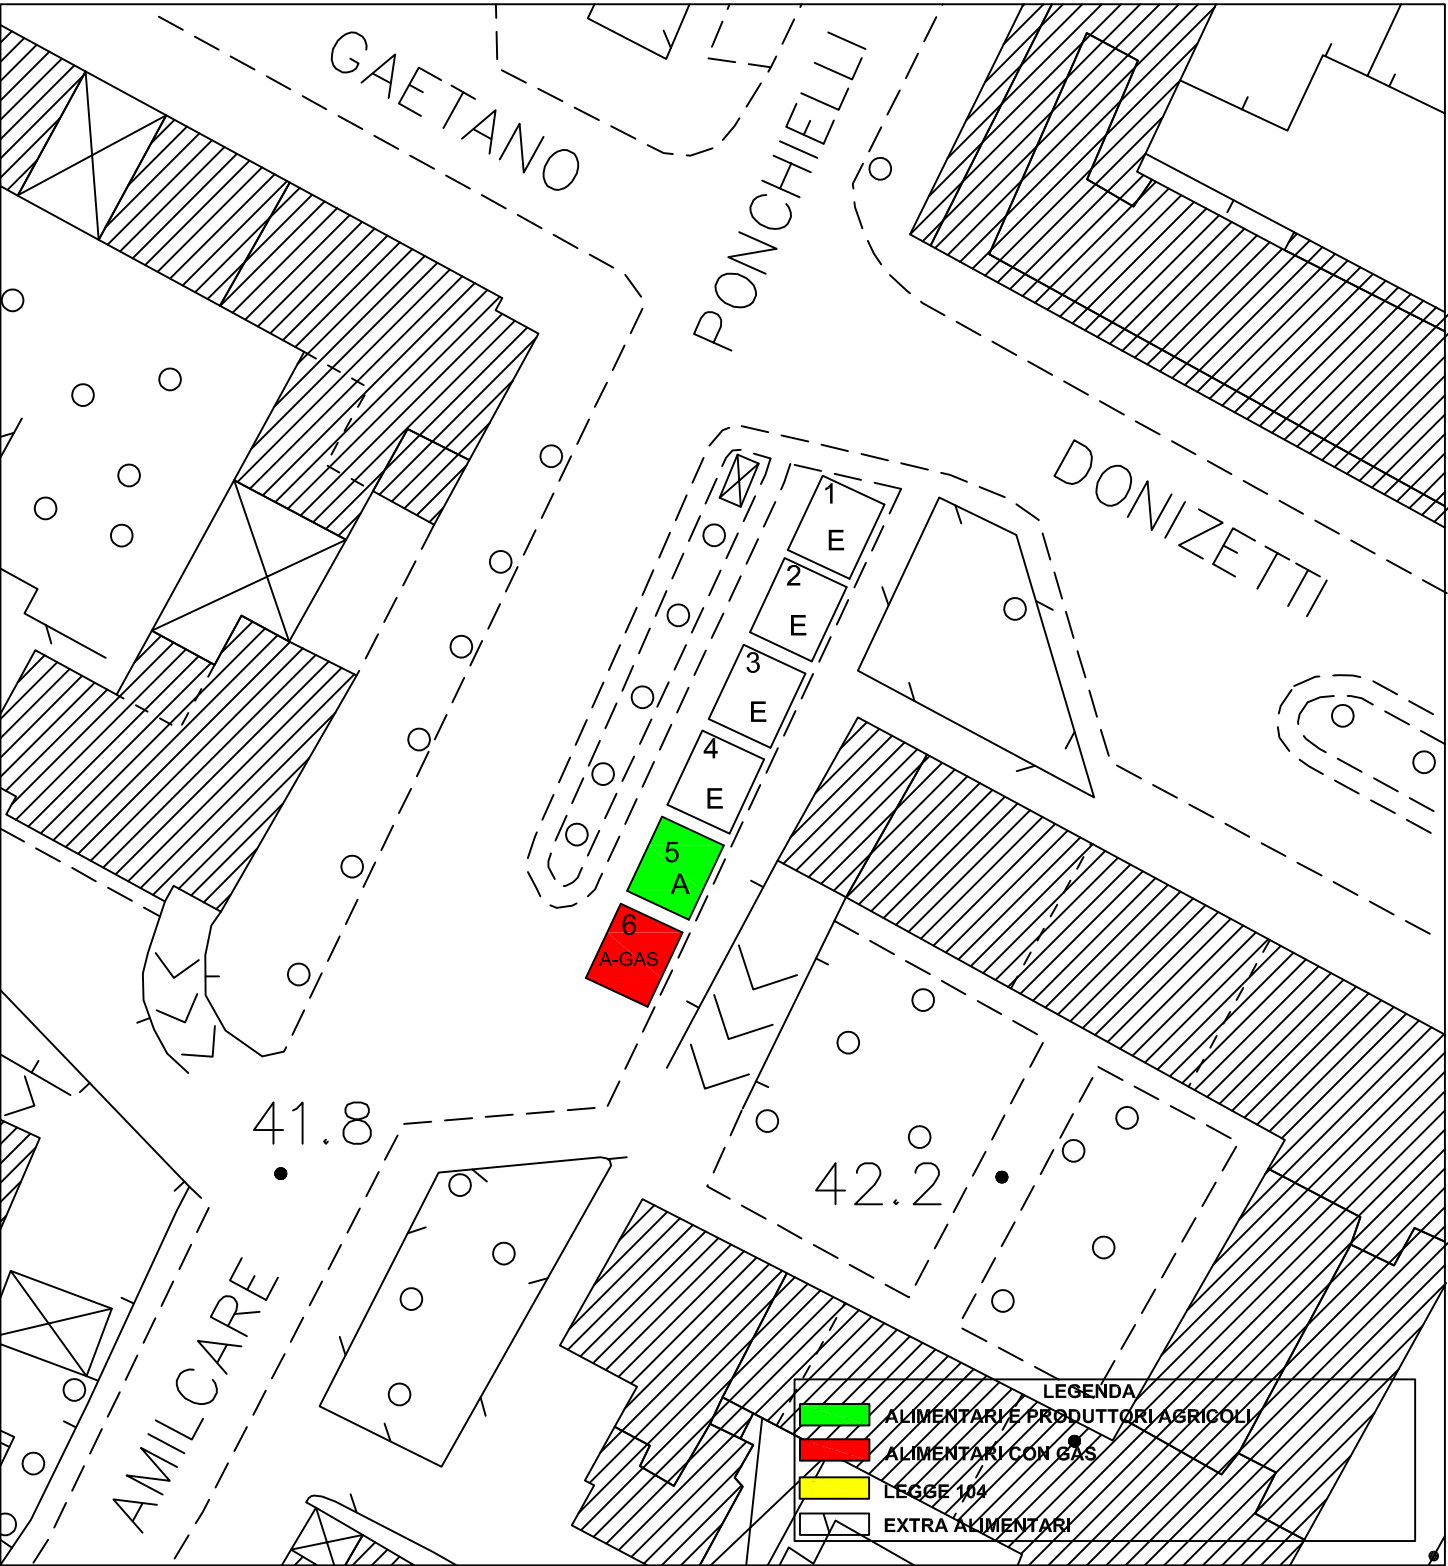 GAETANO
PONCHIELLI
DONIZETTI
1
E
2
E
3
E
4
E
5
A
6
A-GAS
41.8
42.2
AMILCARE
LEGENDA
ALIMENTARI E PRODUTTORI AGRICOLI
ALIMENTARI CON GAS
LEGGE 104
EXTRA ALIMENTARI